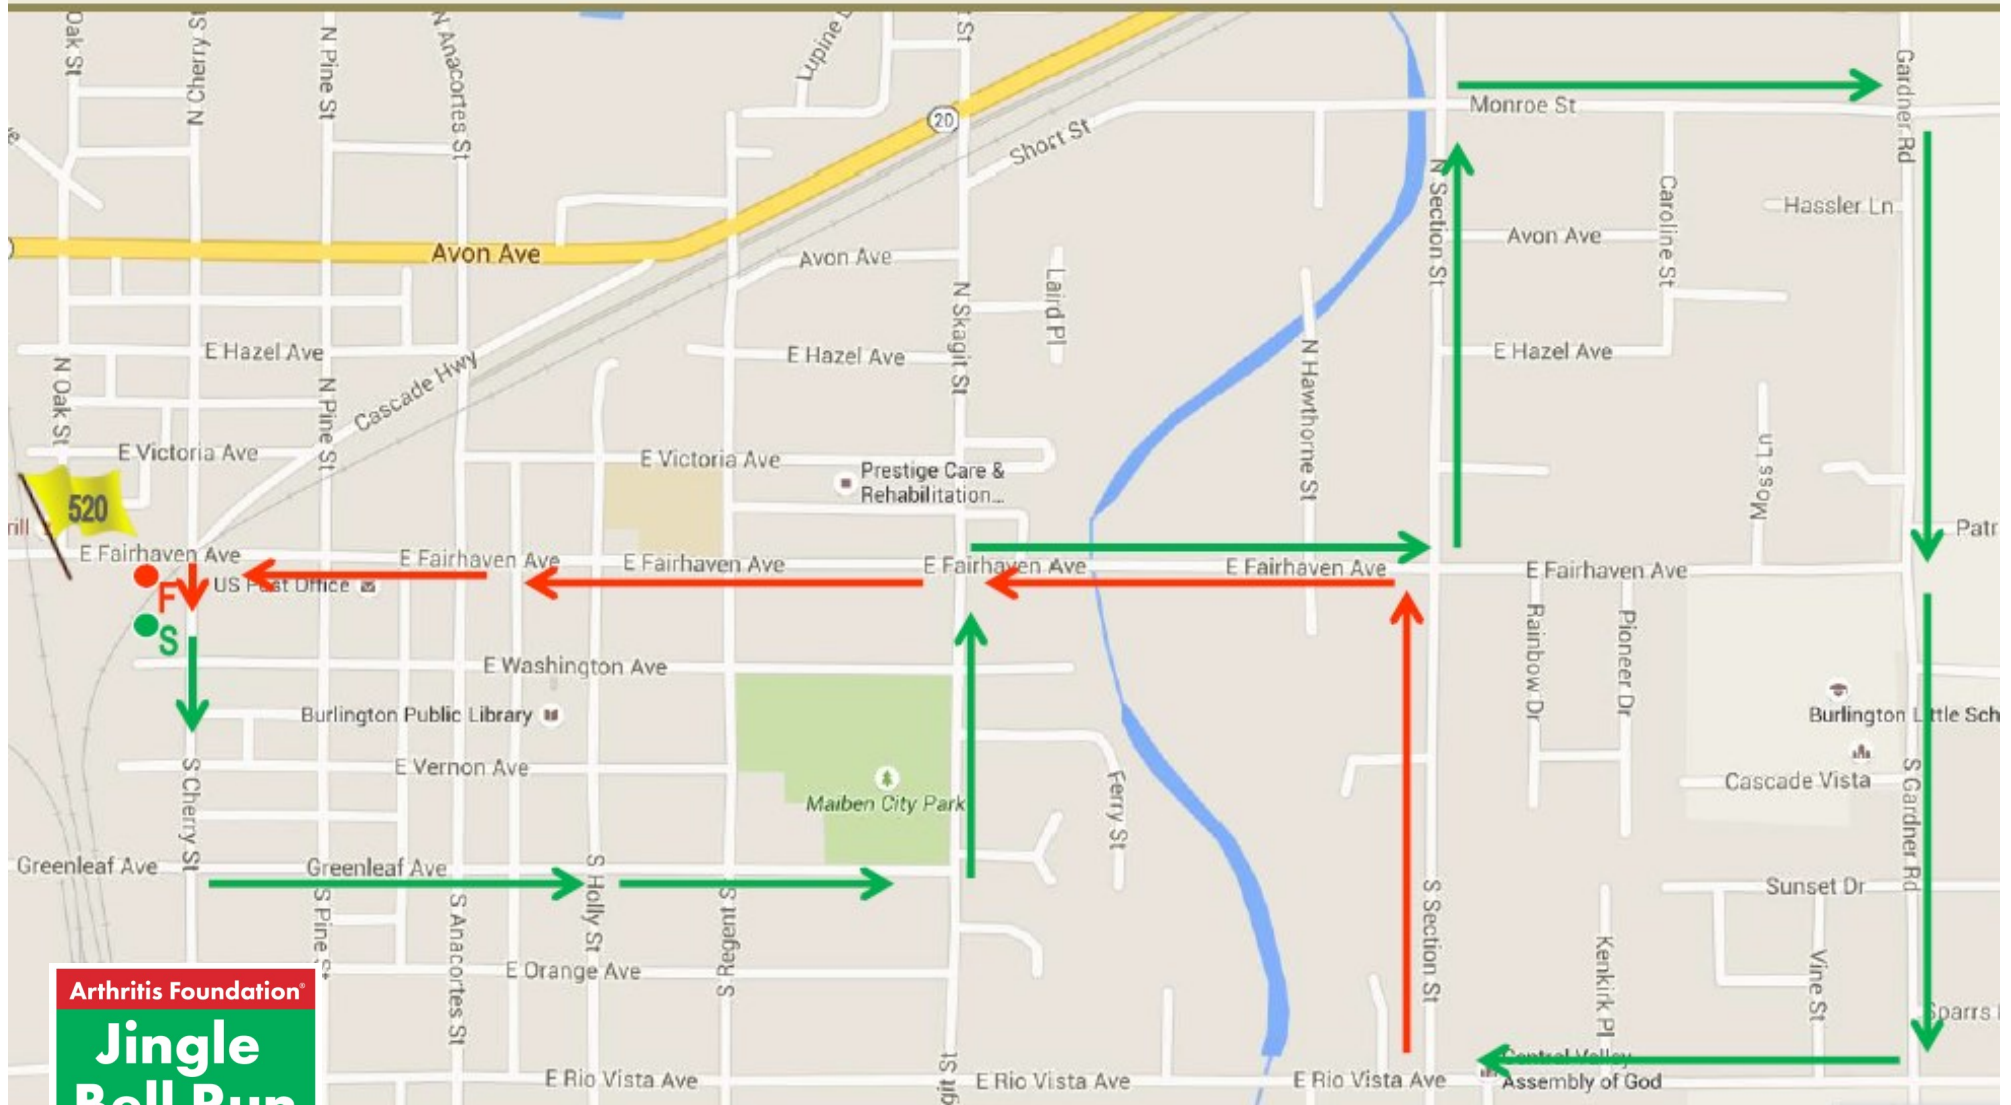 Oak St
N Cherry St
N Pine St
N Anacortes St
Lupine
St
Gardner Rd
20
Short St
Monroe St
Avon Ave
Avon Ave
Avon Ave
N Section St
Caroline St
Hassler Ln
N Oak St
E Hazel Ave
N Pine St
Cascade Hwy
E Hazel Ave
N Skagit St
Laird Pl
N Hawthorne St
E Hazel Ave
E Victoria Ave
E Victoria Ave
Prestige Care &
Rehabilitation...
Moss Ln
520
rill
E Fairhaven Ave
E Fairhaven Ave
E Fairhaven Ave
E Fairhaven Ave
E Fairhaven Ave
E Fairhaven Ave
Patr
F
US Post Office
S
E Washington Ave
Rainbow Dr
Pioneer Dr
Burlington Public Library
Burlington Little Sch
S Cherry St
E Vernon Ave
Maiben City Park
Ferry St
Cascade Vista
S Gardner Rd
Greenleaf Ave
Greenleaf Ave
S Holly St
Sunset Dr
S Pine St
S Anacortes St
S Regent St
S Section St
Kenkirk Pl
Vine St
E Orange Ave
Sparrs
Arthritis Foundation®
Jingle
Bell Run
E Rio Vista Ave
E Rio Vista Ave
E Rio Vista Ave
Central Valley
Assembly of God